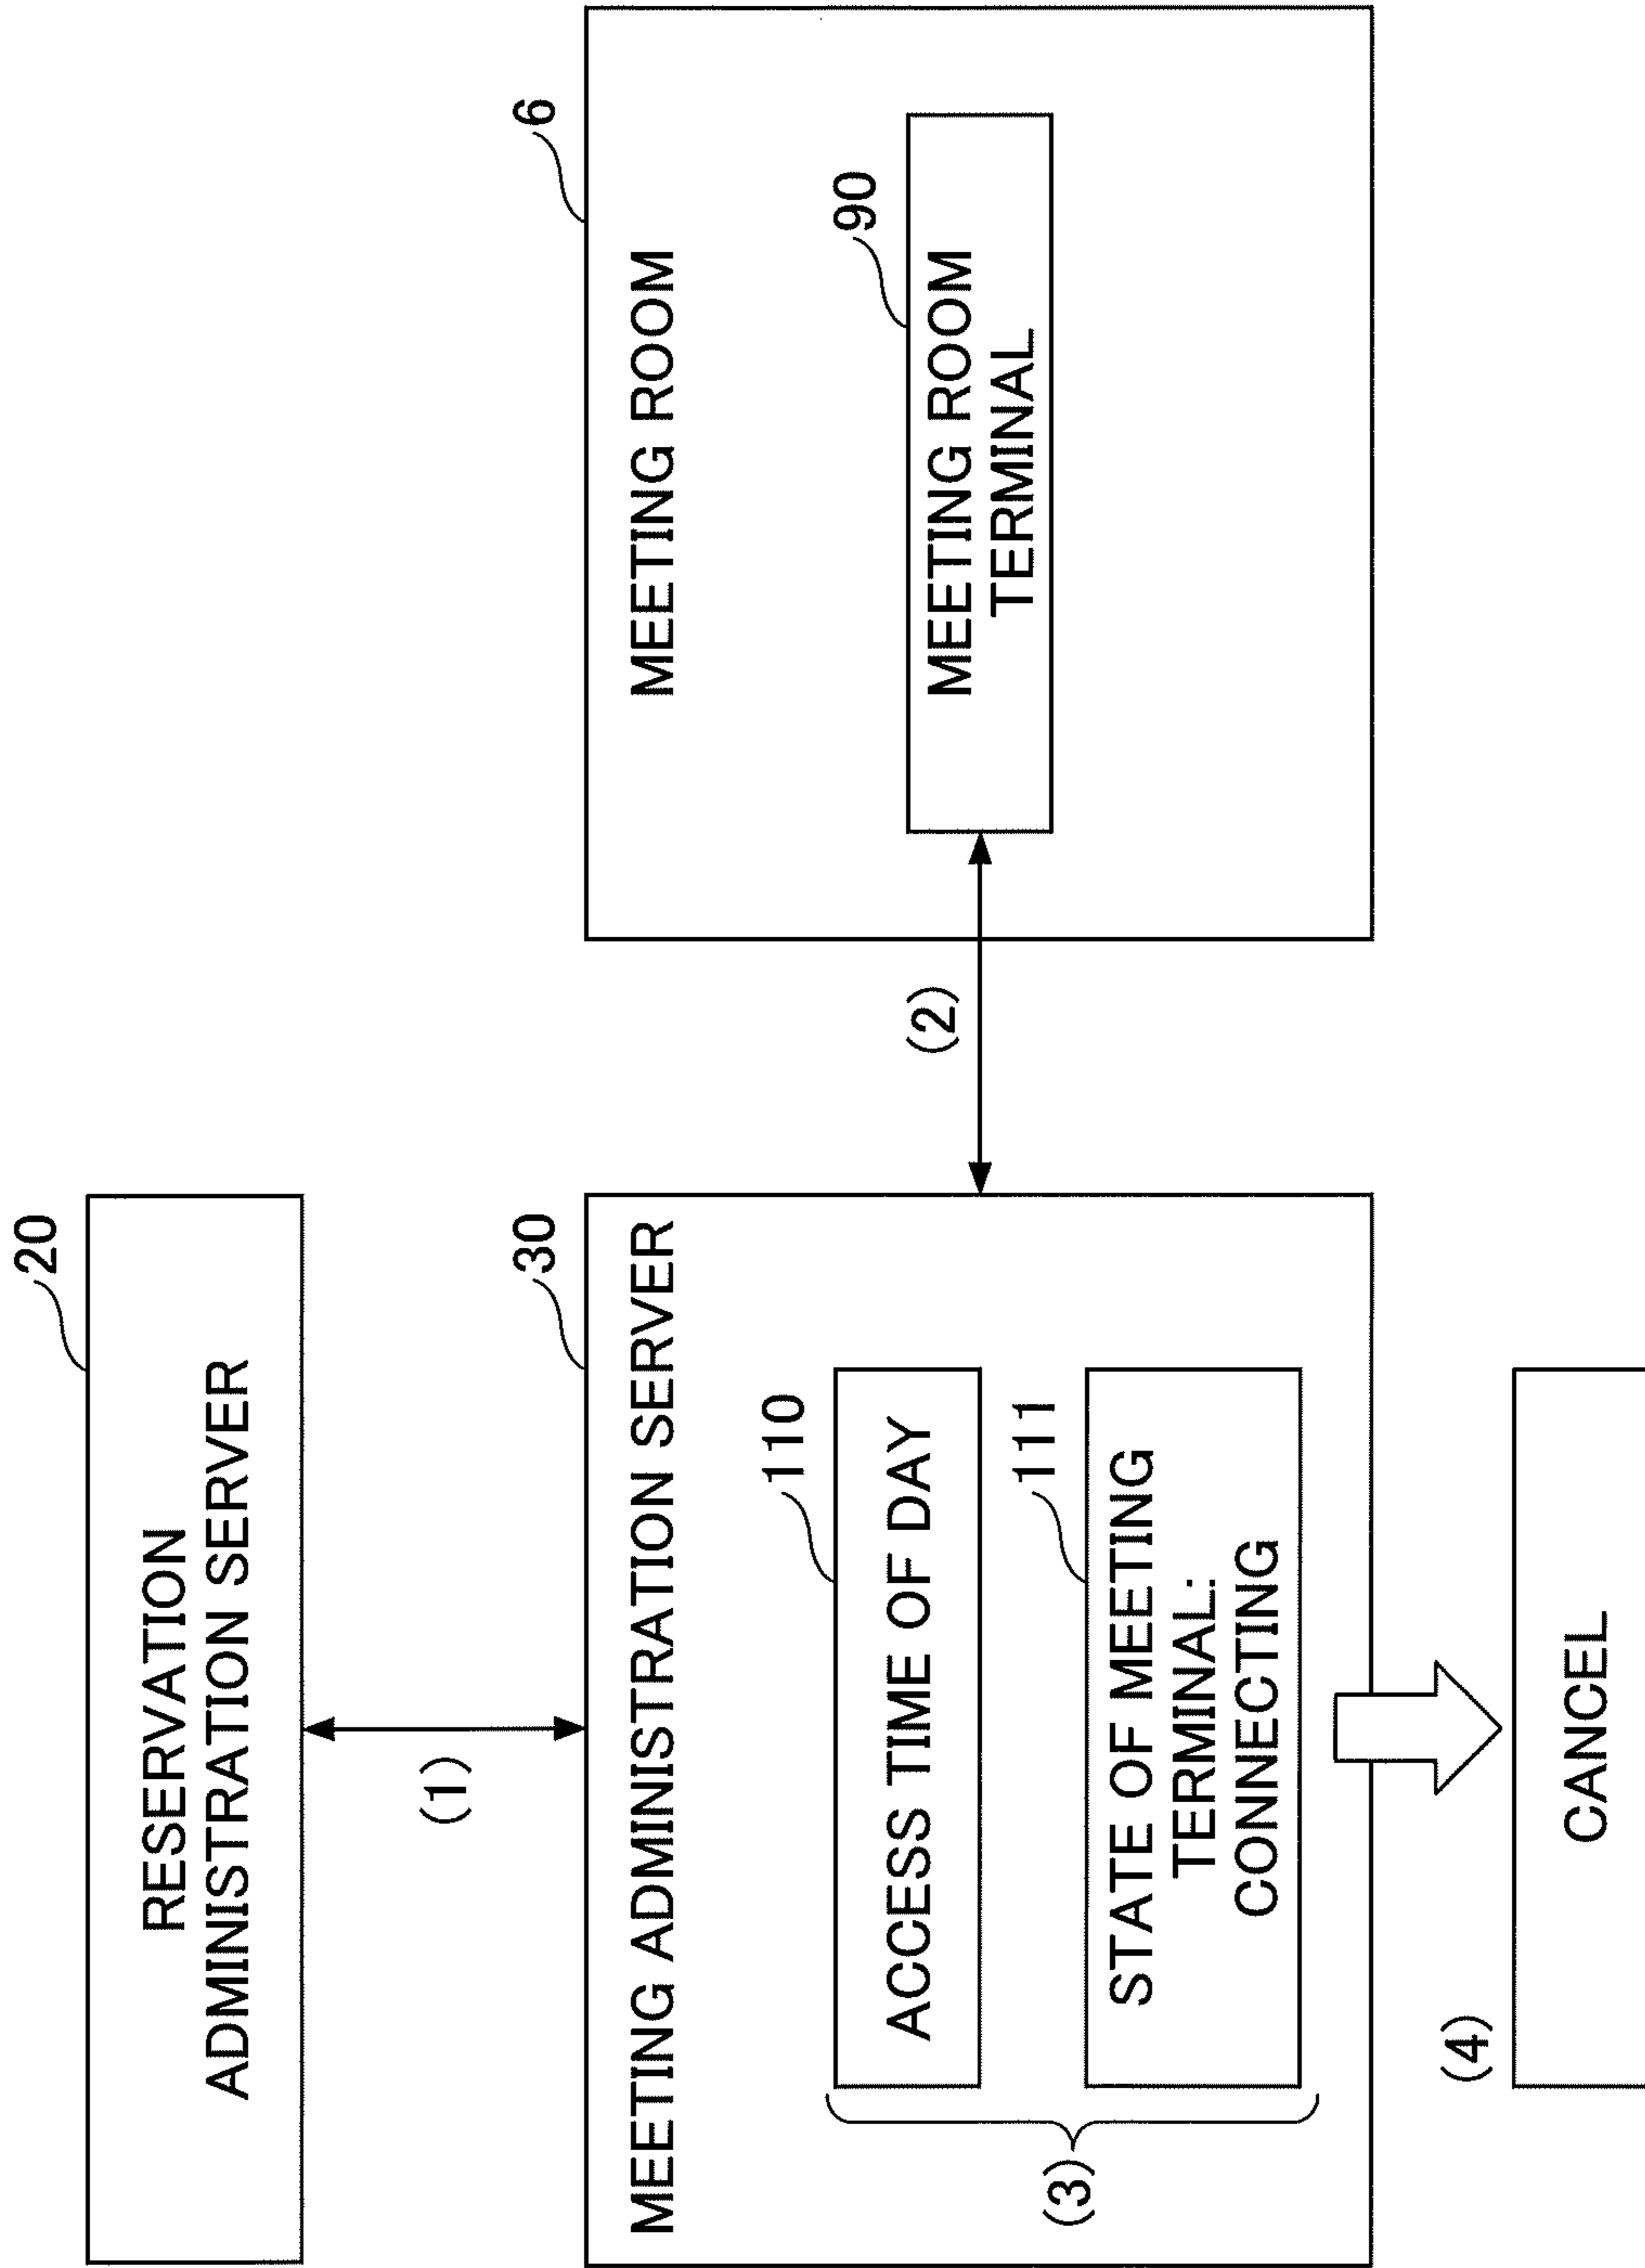 20
RESERVATION
ADMINISTRATION SERVER
(1)
30
MEETING ADMINISTRATION SERVER
110
ACCESS TIME OF DAY
111
STATE OF MEETING
TERMINAL:
CONNECTING
(3)
(4)
CANCEL
(2)
6
MEETING ROOM
90
MEETING ROOM
TERMINAL